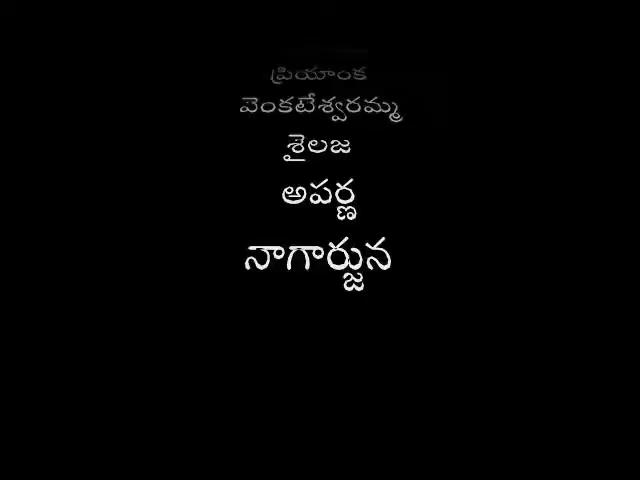 ప్రియాంక
వెంకటేశ్వరమ్మ
శైలజ
అపర్ణ
నాగార్జున